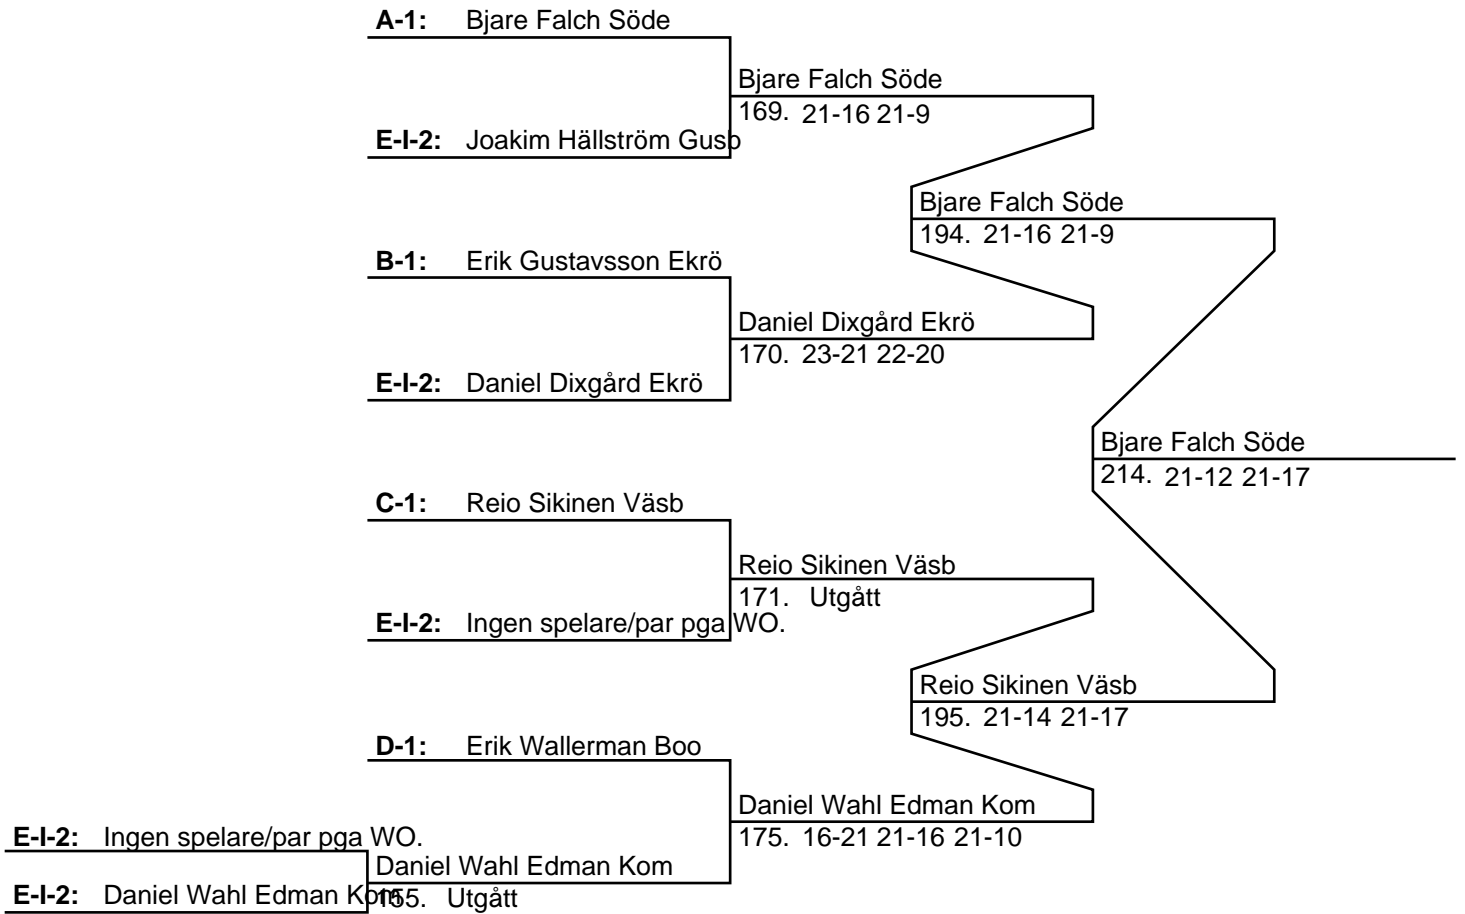 A-1: Bjare Falch Söde
Bjare Falch Söde
169. 21-16 21-9
E-I-2: Joakim Hällström Gusb
Bjare Falch Söde
194. 21-16 21-9
B-1: Erik Gustavsson Ekrö
Daniel Dixgård Ekrö
170. 23-21 22-20
E-I-2: Daniel Dixgård Ekrö
Bjare Falch Söde
214. 21-12 21-17
C-1: Reio Sikinen Väsb
Reio Sikinen Väsb
171. Utgått
E-I-2: Ingen spelare/par pga WO.
Reio Sikinen Väsb
195. 21-14 21-17
D-1: Erik Wallerman Boo
Daniel Wahl Edman Kom
175. 16-21 21-16 21-10
E-I-2: Ingen spelare/par pga WO.
Daniel Wahl Edman Kom
E-I-2: Daniel Wahl Edman Kom
155. Utgått